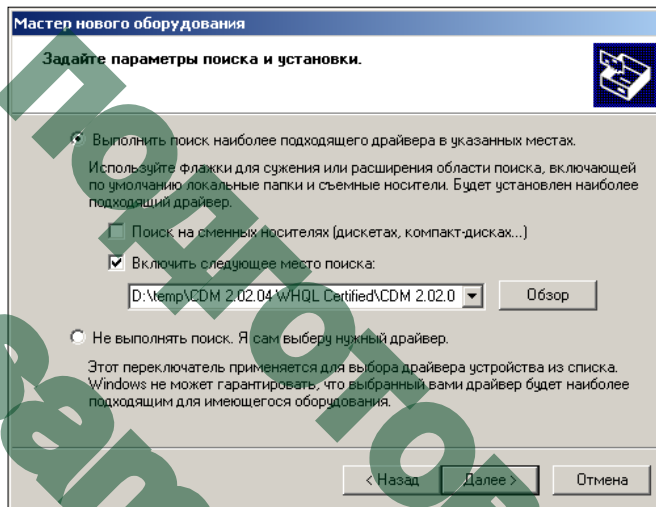 Мастер нового оборудования
Задайте параметры поиска и установки.
Выполнить поиск наиболее подходящего драйвера в указанных местах.
Используйте флажки для сужения или расширения области поиска, включающей
по умолчанию локальные папки и съемные носители. Будет установлен наиболее
подходящий драйвер.
Поиск на сменных носителях (дискетах, компакт-дисках...)
Включить следующее место поиска:
D:\temp\CDM 2.02.04 WHQL Certified\CDM 2.02.0
Обзор
Не выполнять поиск. Я сам выберу нужный драйвер.
Этот переключатель применяется для выбора драйвера устройства из списка.
Windows не может гарантировать, что выбранный вами драйвер будет наиболее
подходящим для имеющегося оборудования.
< Назад
Далее >
Отмена